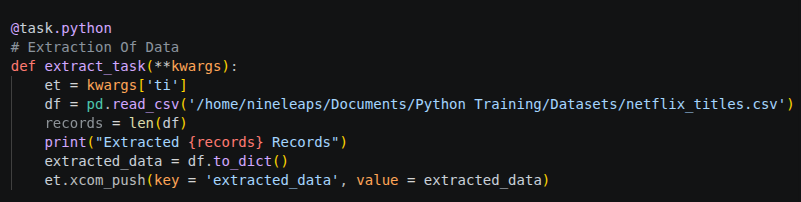 @task.python
# Extraction Of Data
def extract_task(**kwargs):
    et = kwargs['ti']
    df = pd.read_csv('/home/nineleaps/Documents/Python Training/Datasets/netflix_titles.csv')
    records = len(df)
    print("Extracted {records} Records")
    extracted_data = df.to_dict()
    et.xcom_push(key = 'extracted_data', value = extracted_data)